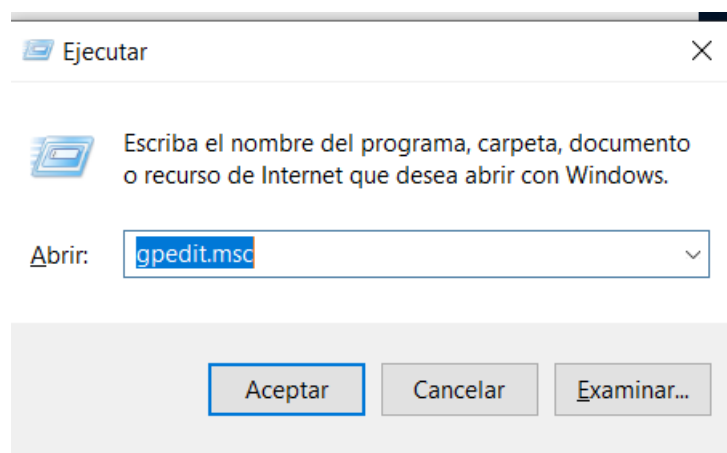 Ejecutar
Escriba el nombre del programa, carpeta, documento
o recurso de Internet que desea abrir con Windows.
Abrir: gpedit.msc
Aceptar Cancelar Examinar...